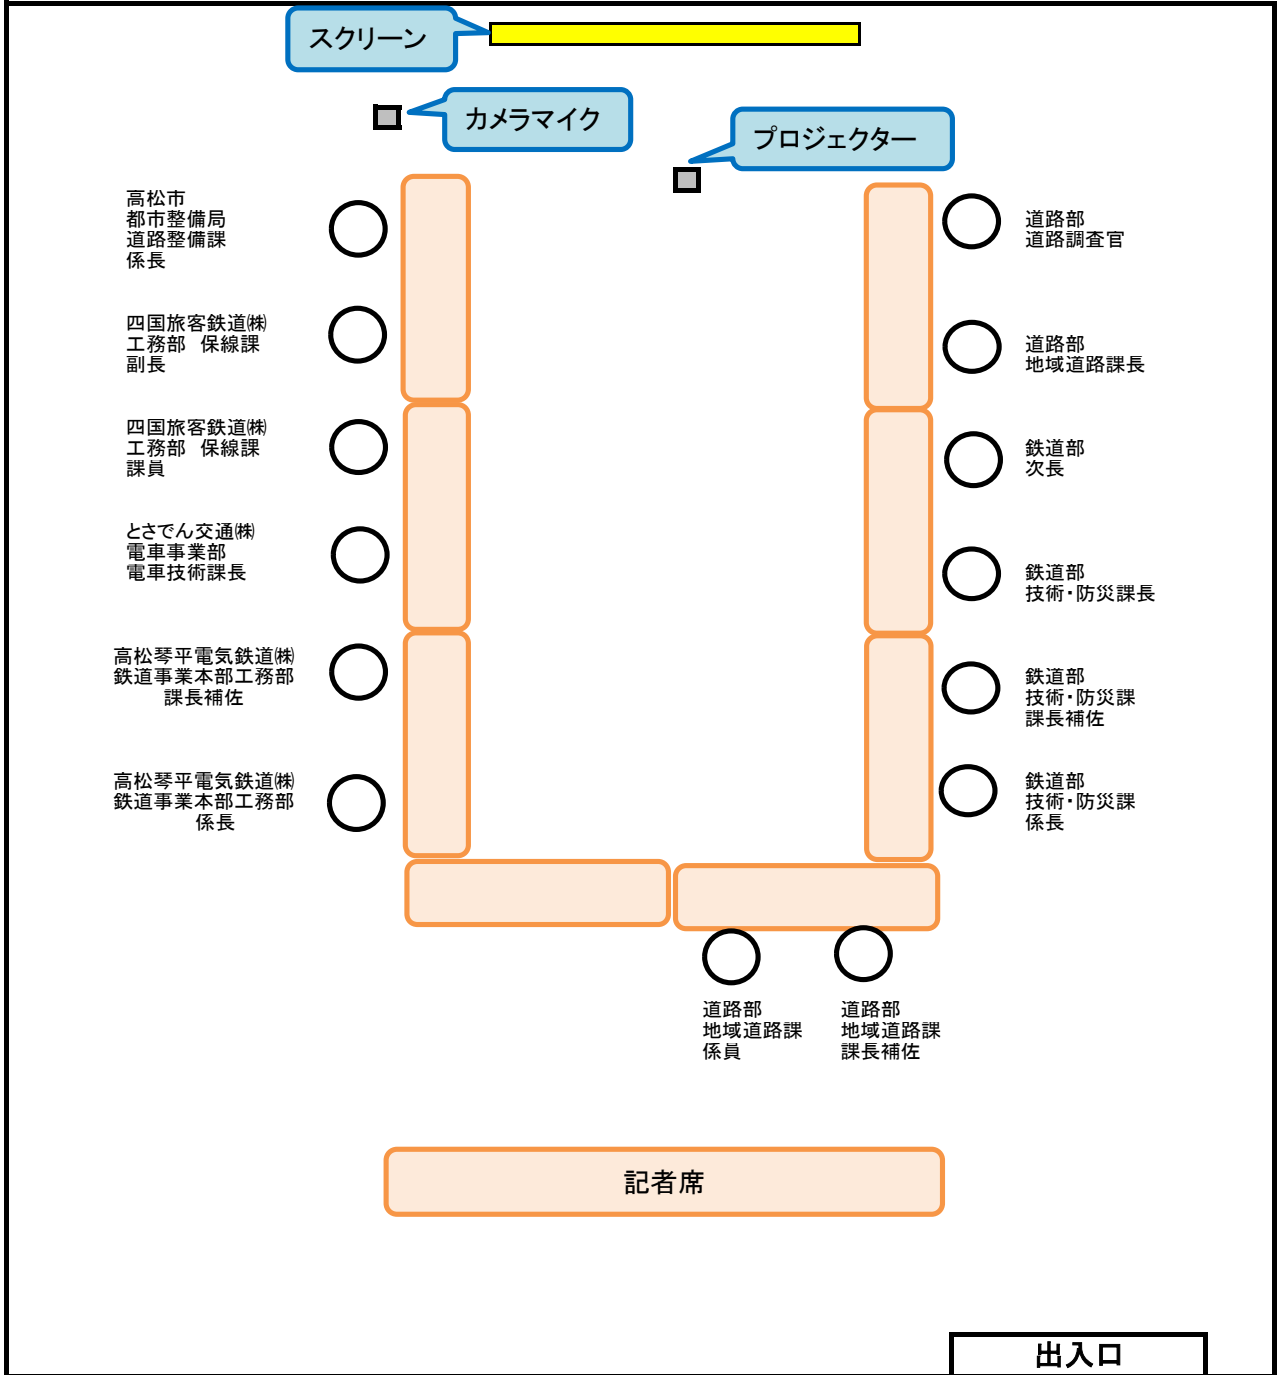 スクリーン
カメラマイク
プロジェクター
高松市
都市整備局
道路整備課
係長
四国旅客鉄道㈱
工務部　保線課
副長
四国旅客鉄道㈱
工務部　保線課
課員
とさでん交通㈱
電車事業部
電車技術課長
高松琴平電気鉄道㈱
鉄道事業本部工務部
課長補佐
高松琴平電気鉄道㈱
鉄道事業本部工務部
係長
道路部
道路調査官
道路部
地域道路課長
鉄道部
次長
鉄道部
技術・防災課長
鉄道部
技術・防災課
課長補佐
鉄道部
技術・防災課
係長
道路部
地域道路課
係員
道路部
地域道路課
課長補佐
記者席
出入口